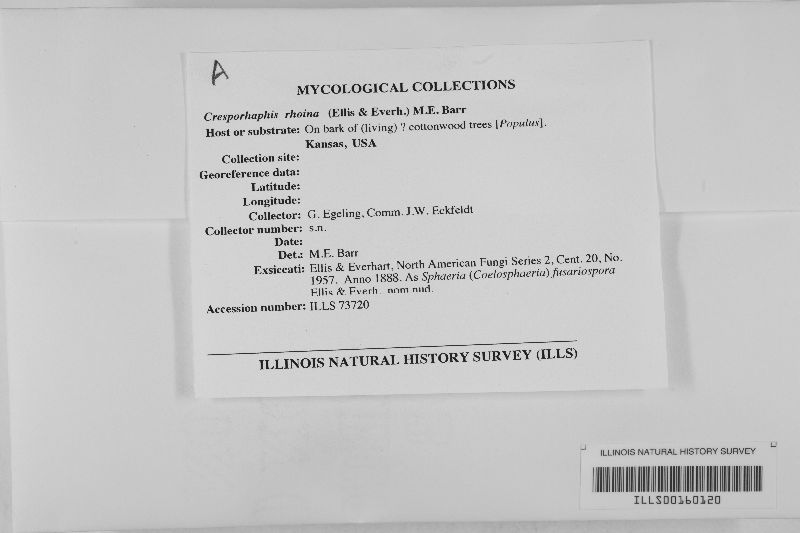 A
MYCOLOGICAL COLLECTIONS
Cresporhaphis rhoina (Ellis & Everh.) M.E. Barr
Host or substrate: On bark of (living) ? cottonwood trees [Populus].
Kansas, USA
Collection site:
Georeference data:
Latitude:
Longitude:
Collector: G. Egeling, Comm. J.W. Eckfeldt
Collector number: s.n.
Date:
Det.: M.E. Barr
Exsiccati: Ellis & Everhart, North American Fungi Series 2, Cent. 20, No.
1957. Anno 1888. As Sphaeria (Coelosphaeria) fusariospora
Ellis & Everh., nom nud.
Accession number: ILLS 73720
ILLINOIS NATURAL HISTORY SURVEY (ILLS)
ILLINOIS NATURAL HISTORY SURVEY
ILLS00160120